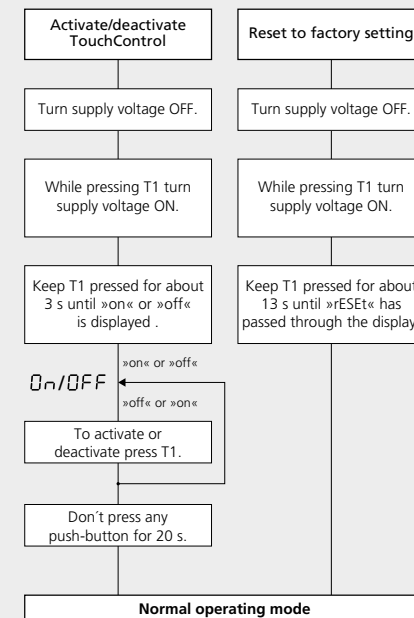 Activate/deactivate
TouchControl
Turn supply voltage OFF.
While pressing T1 turn
supply voltage ON.
Keep T1 pressed for about
3 s until »on« or »off«
is displayed .
»on« or »off«
On/OFF
»off« or »on«
To activate or
deactivate press T1.
Don´t press any
push-button for 20 s.
Reset to factory setting
Turn supply voltage OFF.
While pressing T1 turn
supply voltage ON.
Keep T1 pressed for about
13 s until »rESEt« has
passed through the display
Normal operating mode